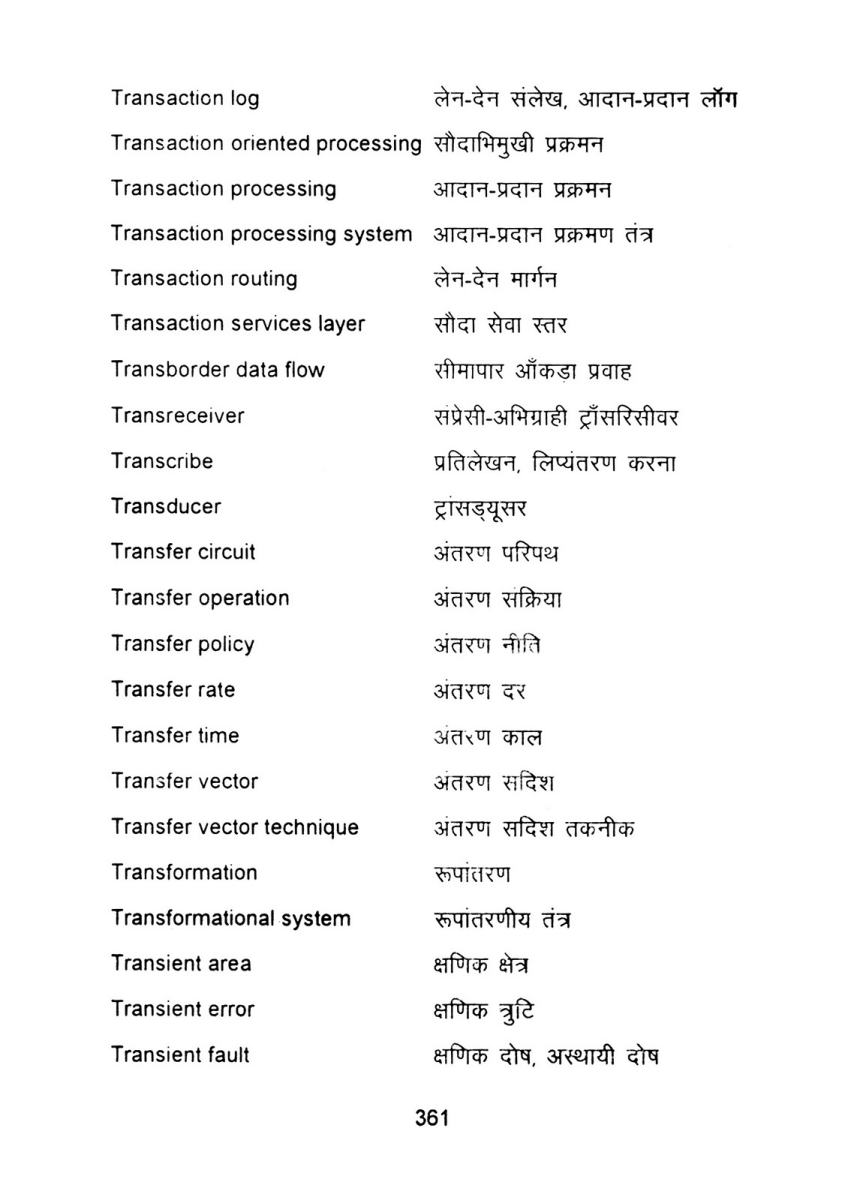 Transaction log लेन-देन संलेख, आदान-प्रदान लॉग
Transaction oriented processing सौदाभिमुखी प्रक्रमन
Transaction processing आदान-प्रदान प्रक्रमन
Transaction processing system आदान-प्रदान प्रक्रमण तंत्र
Transaction routing लेन-देन मार्गन
Transaction services layer सौदा सेवा स्तर
Transborder data flow सीमापार आँकड़ा प्रवाह
Transreceiver संप्रेसी-अभिग्राही ट्राँसरिसीवर
Transcribe प्रतिलेखन, लिप्यंतरण करना
Transducer ट्रांसड्यूसर
Transfer circuit अंतरण परिपथ
Transfer operation अंतरण संक्रिया
Transfer policy अंतरण नीति
Transfer rate अंतरण दर
Transfer time अंतरण काल
Transfer vector अंतरण सदिश
Transfer vector technique अंतरण सदिश तकनीक
Transformation रूपांतरण
Transformational system रूपांतरणीय तंत्र
Transient area क्षणिक क्षेत्र
Transient error क्षणिक त्रुटि
Transient fault क्षणिक दोष, अस्थायी दोष
361